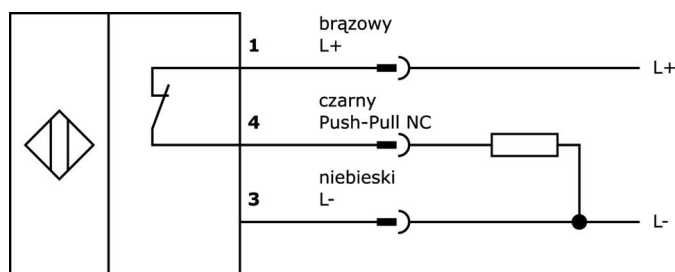 brązowy
1 L+ L+
czarny
4 Push-Pull NC
niebieski
3 L- L-